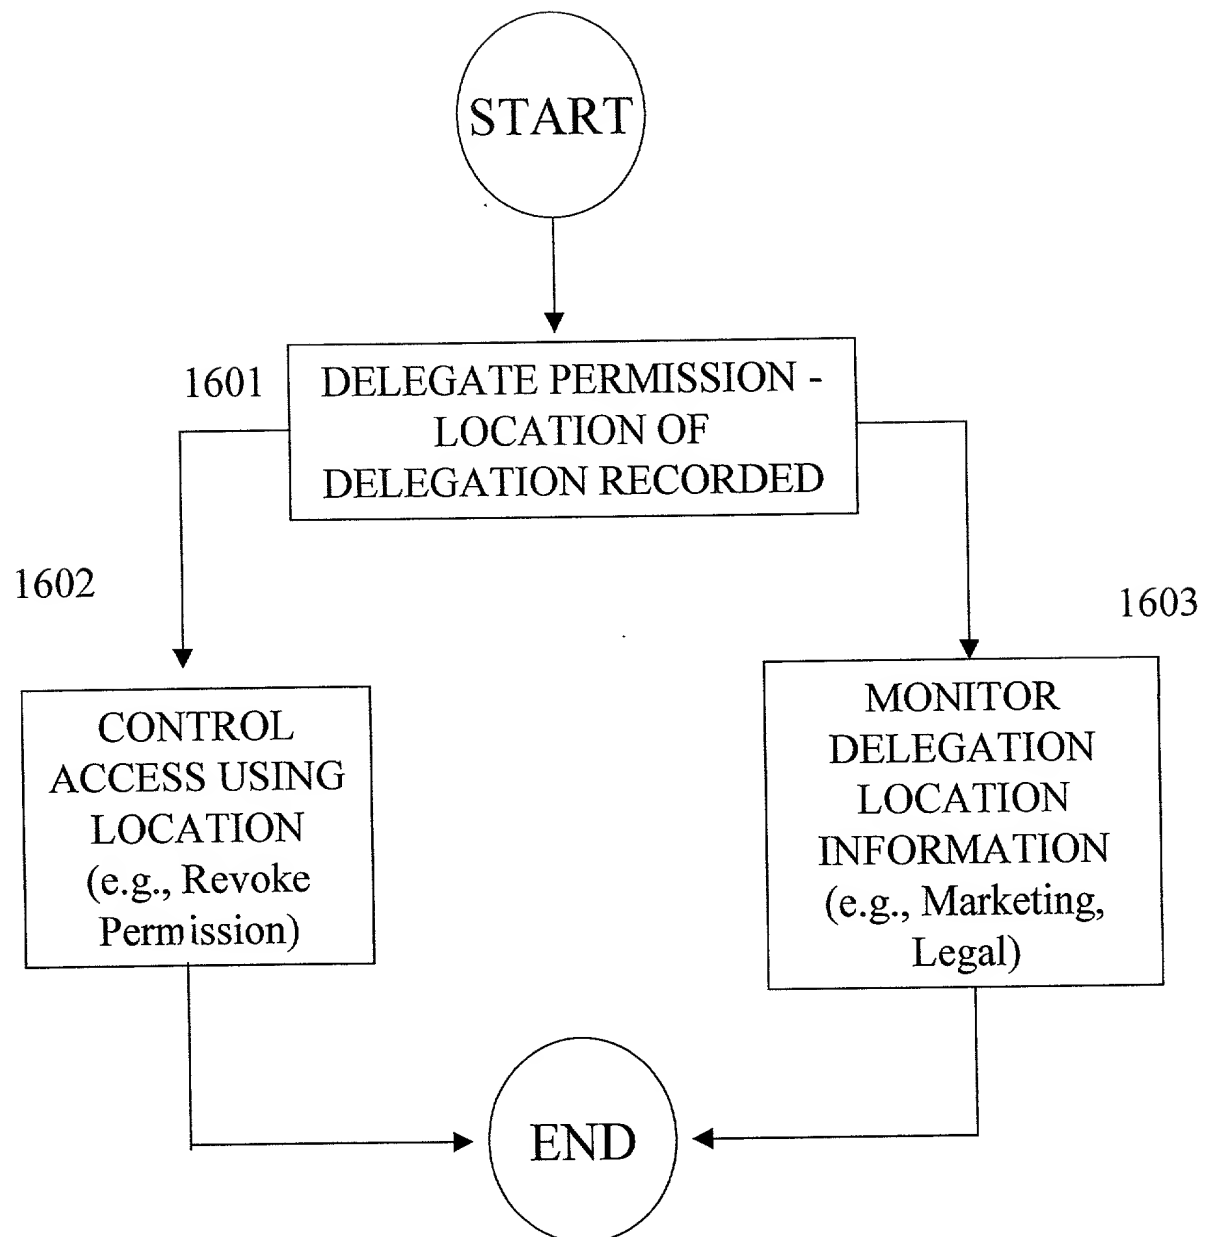 START
1601
DELEGATE PERMISSION -
LOCATION OF
DELEGATION RECORDED
1602
CONTROL
ACCESS USING
LOCATION
(e.g., Revoke
Permission)
1603
MONITOR
DELEGATION
LOCATION
INFORMATION
(e.g., Marketing,
Legal)
END